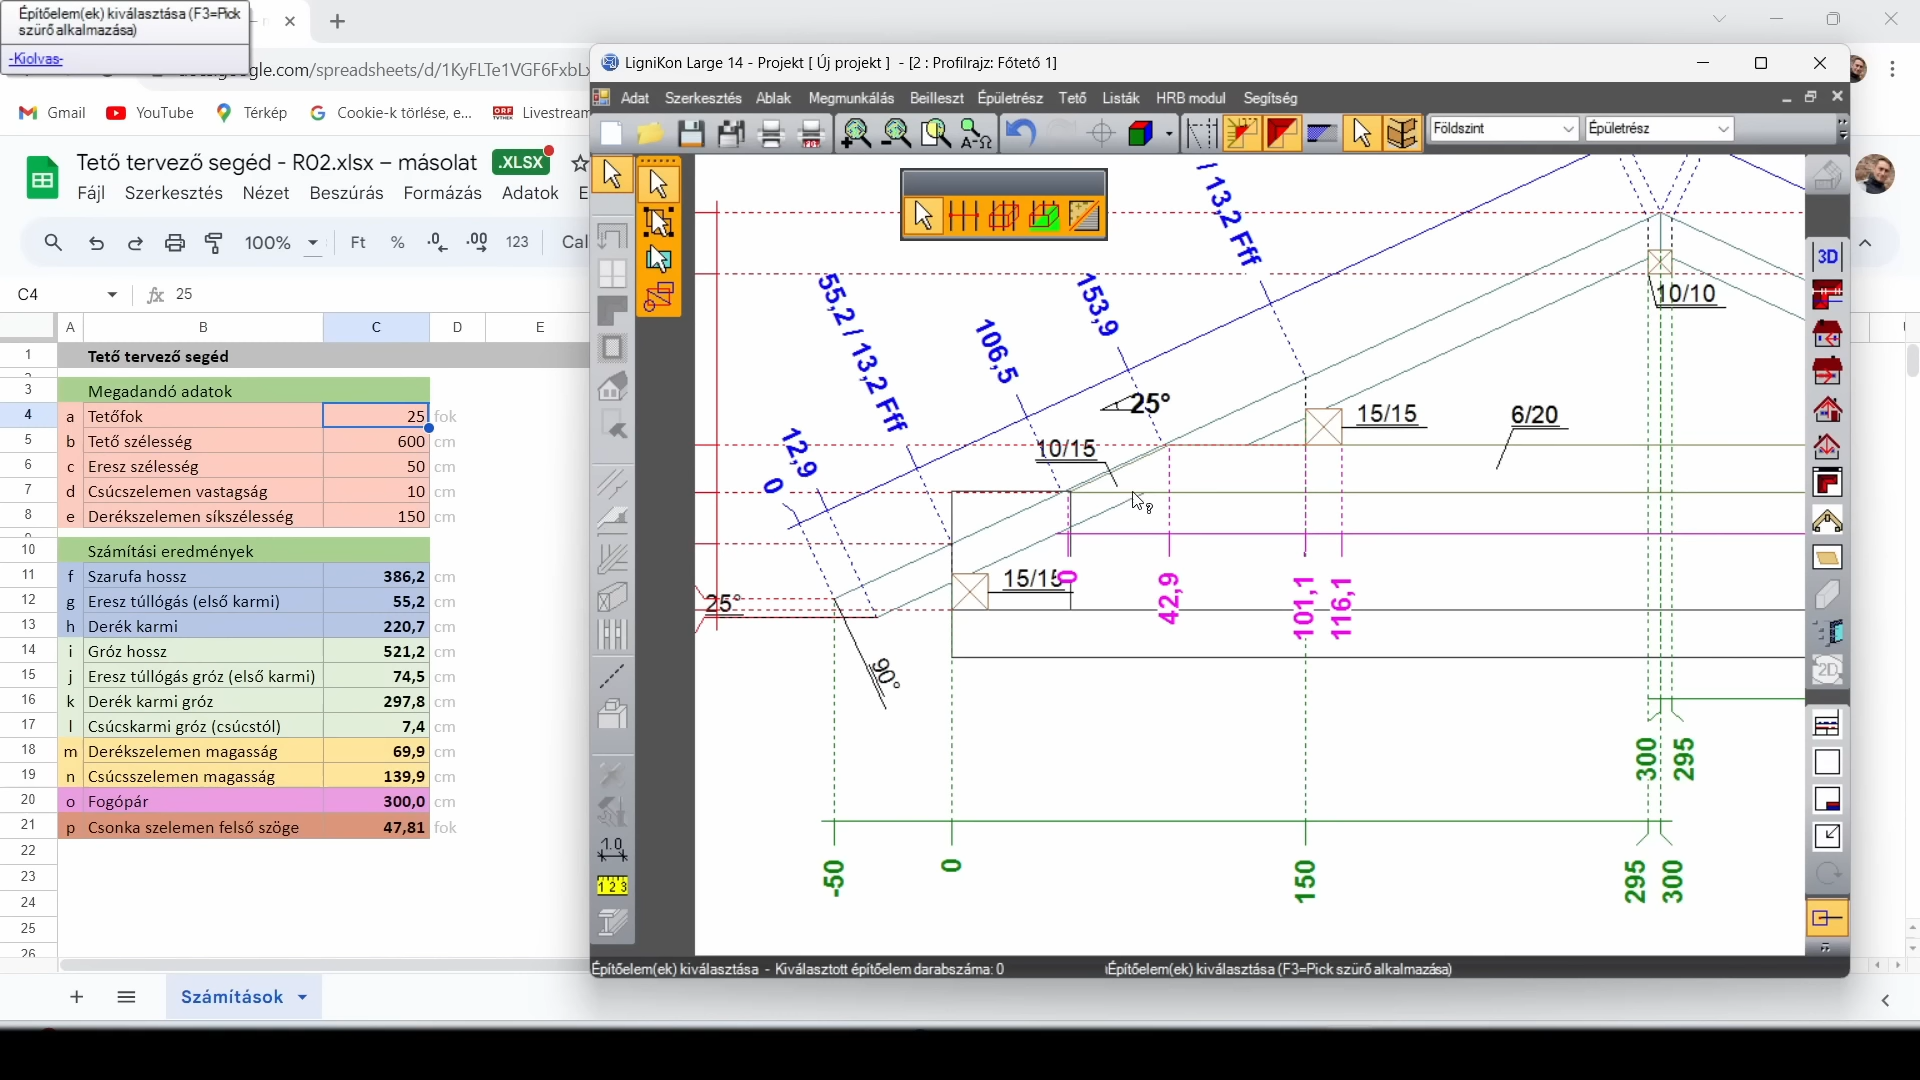 Építőelem(ek) kiválasztása (F3=Pick
szürő alkalmazása)
-Kiolvas-
LigniKon Large 14 - Projekt [ Új projekt ] - [2 : Profilrajz: Főtető 1]
Gmail
YouTube
Térkép
Cookie-k törlése, e...
Livestream
Adat Szerkesztés Ablak Megmunkálás Beilleszt Épületrész Tető Listák HRB modul Segítség
Földszint
Épületrész
Tető tervező segéd - R02.xlsx – másolat
.XLSX
Fájl Szerkesztés Nézet Beszúrás Formázás Adatok
100%
Ft
%
.0
.00
123
C4
25
A B C D E
1 Tető tervező segéd
3 Megadandó adatok
4 a Tetőfok 25 fok
5 b Tető szélesség 600 cm
6 c Eresz szélesség 50 cm
7 d Csúcszelemen vastagság 10 cm
8 e Derékszelemen síkszélesség 150 cm
10 Számítási eredmények
11 f Szarufa hossz 386,2 cm
12 g Eresz túllógás (első karmi) 55,2 cm
13 h Derék karmi 220,7 cm
14 i Gróz hossz 521,2 cm
15 j Eresz túllógás gróz (első karmi) 74,5 cm
16 k Derék karmi gróz 297,8 cm
17 l Csúcskarmi gróz (csúcstól) 7,4 cm
18 m Derékszelemen magasság 69,9 cm
19 n Csúcsszelemen magasság 139,9 cm
20 o Fogópár 300,0 cm
21 p Csonka szelemen felső szöge 47,81 fok
22
23
24
25
26
Számítások
/ 13,2 Fff
55,2 / 13,2 Fff
153,9
106,5
12,9
0
25°
10/15
15/15
6/20
10/10
15/15
25°
90°
0
42,9
101,1
116,1
300
295
-50
0
150
295
300
3D
2D
1.0
1 2 3
Építőelem(ek) kiválasztása - Kiválasztott építőelem darabszáma: 0
Építőelem(ek) kiválasztása (F3=Pick szürő alkalmazása)